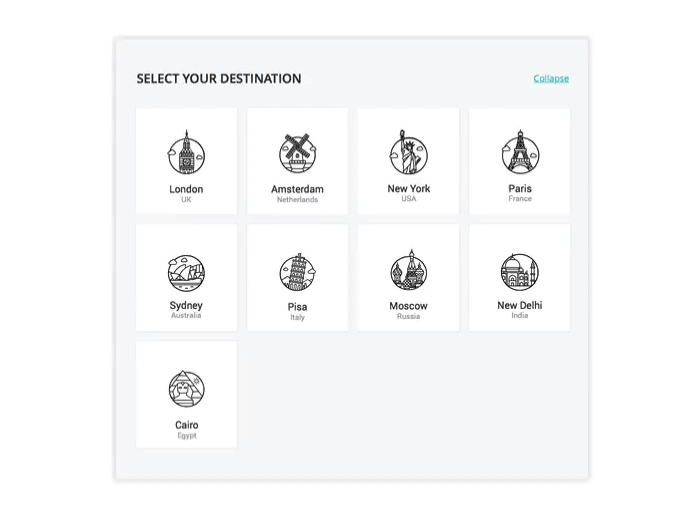 SELECT YOUR DESTINATION
Collapse
London
UK
Amsterdam
Netherlands
New York
USA
Paris
France
Sydney
Australia
Pisa
Italy
Moscow
Russia
New Delhi
India
Cairo
Egypt